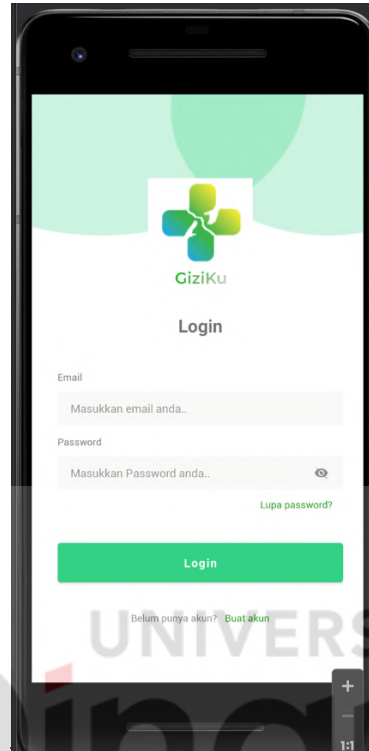 GiziKu
Login
Email
Masukkan email anda..
Password
Masukkan Password anda..
Lupa password?
Login
Belum punya akun? Buat akun
UNIVERS
+
1:1